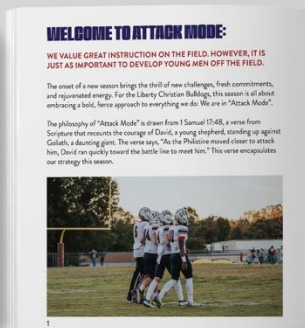 WELCOME TO ATTACK MODE:
WE VALUE GREAT INSTRUCTION ON THE FIELD. HOWEVER, IT IS
JUST AS IMPORTANT TO DEVELOP YOUNG MEN OFF THE FIELD.
The onset of a new season brings the thrill of new challenges, fresh commitments,
and rejuvenated energy. For the Liberty Christian Bulldogs, this season is all about
embracing a bold, fierce approach to everything we do: We are in "Attack Mode".
The philosophy of "Attack Mode" is drawn from 1 Samuel 17:48, a verse from
Scripture that recounts the courage of David, a young shepherd, standing up against
Goliath, a daunting giant. The verse says, "As the Philistine moved closer to attack
him, David ran quickly toward the battle line to meet him." This verse encapsulates
our strategy this season.
1